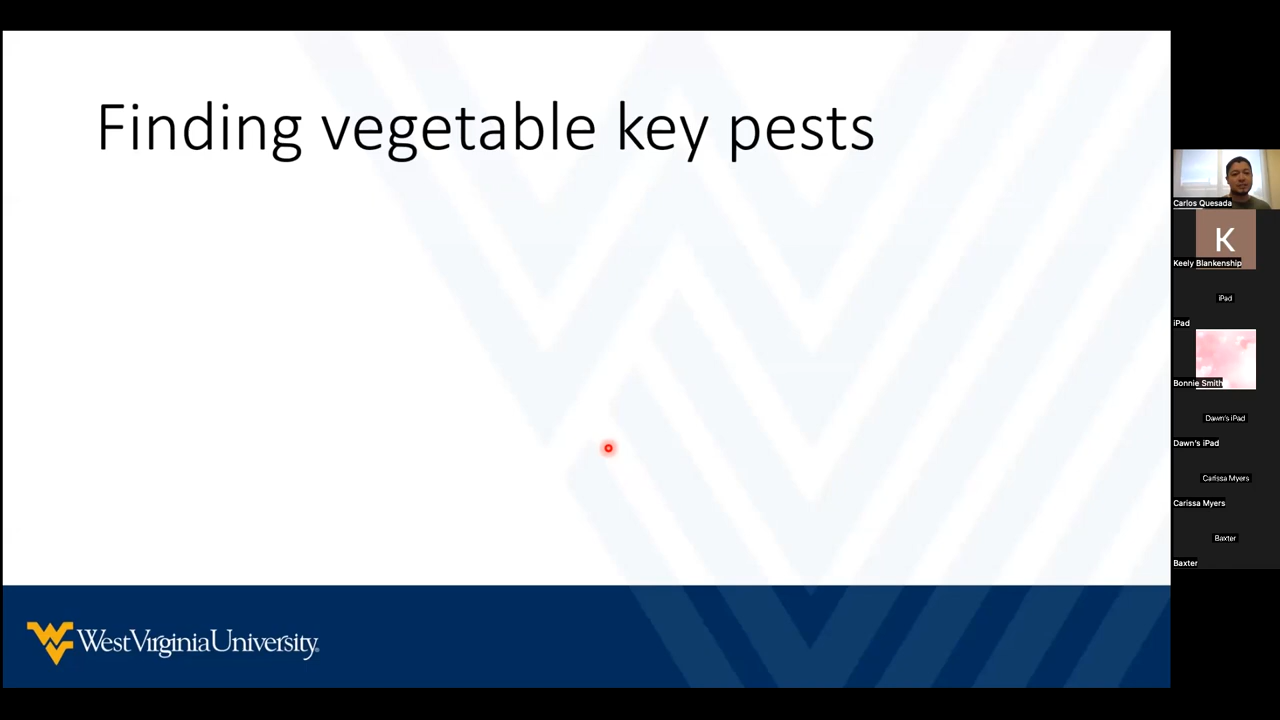 Finding vegetable key pests
Carlos Quesada
K
Keely Blankenship
iPad
iPad
Bonnie Smith
Dawn's iPad
Dawn's iPad
Carissa Myers
Carissa Myers
Baxter
Baxter
WestVirginiaUniversity.